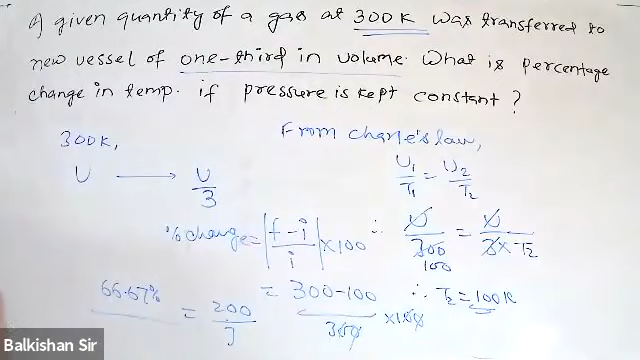 A given quantity of a gas at 300K was transferred to
new vessel of one-third in volume. What is percentage
change in temp. if pressure is kept constant?
300K,
From Charle's law,
V → V/3
V₁/T₁ = V₂/T₂
% change = |f-i/i| × 100
∴ V/300 = V/3×T₂
100
= 300-100/300 × 100
∴ T₂ = 100K
= 200/3
66.67%
Balkishan Sir